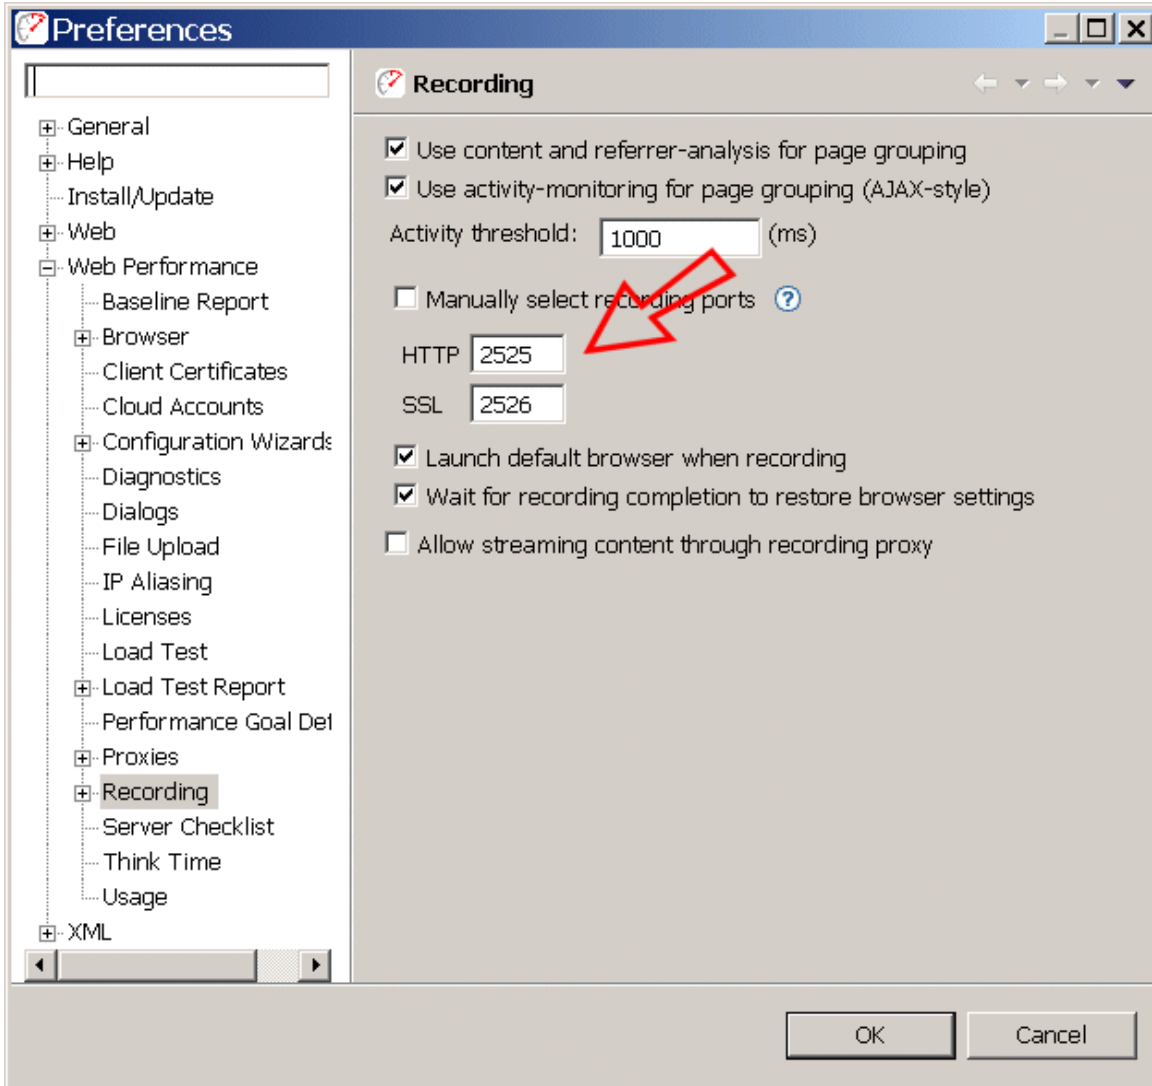 Preferences
Recording
General
Help
Install/Update
Web
Web Performance
Baseline Report
Browser
Client Certificates
Cloud Accounts
Configuration Wizards
Diagnostics
Dialogs
File Upload
IP Aliasing
Licenses
Load Test
Load Test Report
Performance Goal Def
Proxies
Recording
Server Checklist
Think Time
Usage
XML
Use content and referrer-analysis for page grouping
Use activity-monitoring for page grouping (AJAX-style)
Activity threshold: 1000 (ms)
Manually select recording ports ?
HTTP 2525
SSL 2526
Launch default browser when recording
Wait for recording completion to restore browser settings
Allow streaming content through recording proxy
OK Cancel